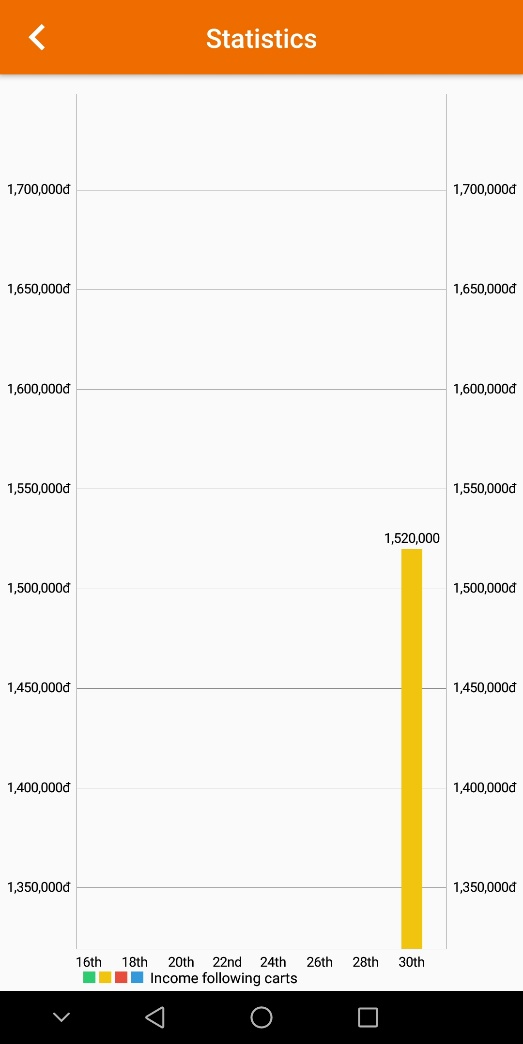 Statistics
1,700,000đ 1,700,000đ
1,650,000đ 1,650,000đ
1,600,000đ 1,600,000đ
1,550,000đ 1,550,000đ
1,520,000
1,500,000đ 1,500,000đ
1,450,000đ 1,450,000đ
1,400,000đ 1,400,000đ
1,350,000đ 1,350,000đ
16th 18th 20th 22nd 24th 26th 28th 30th
Income following carts